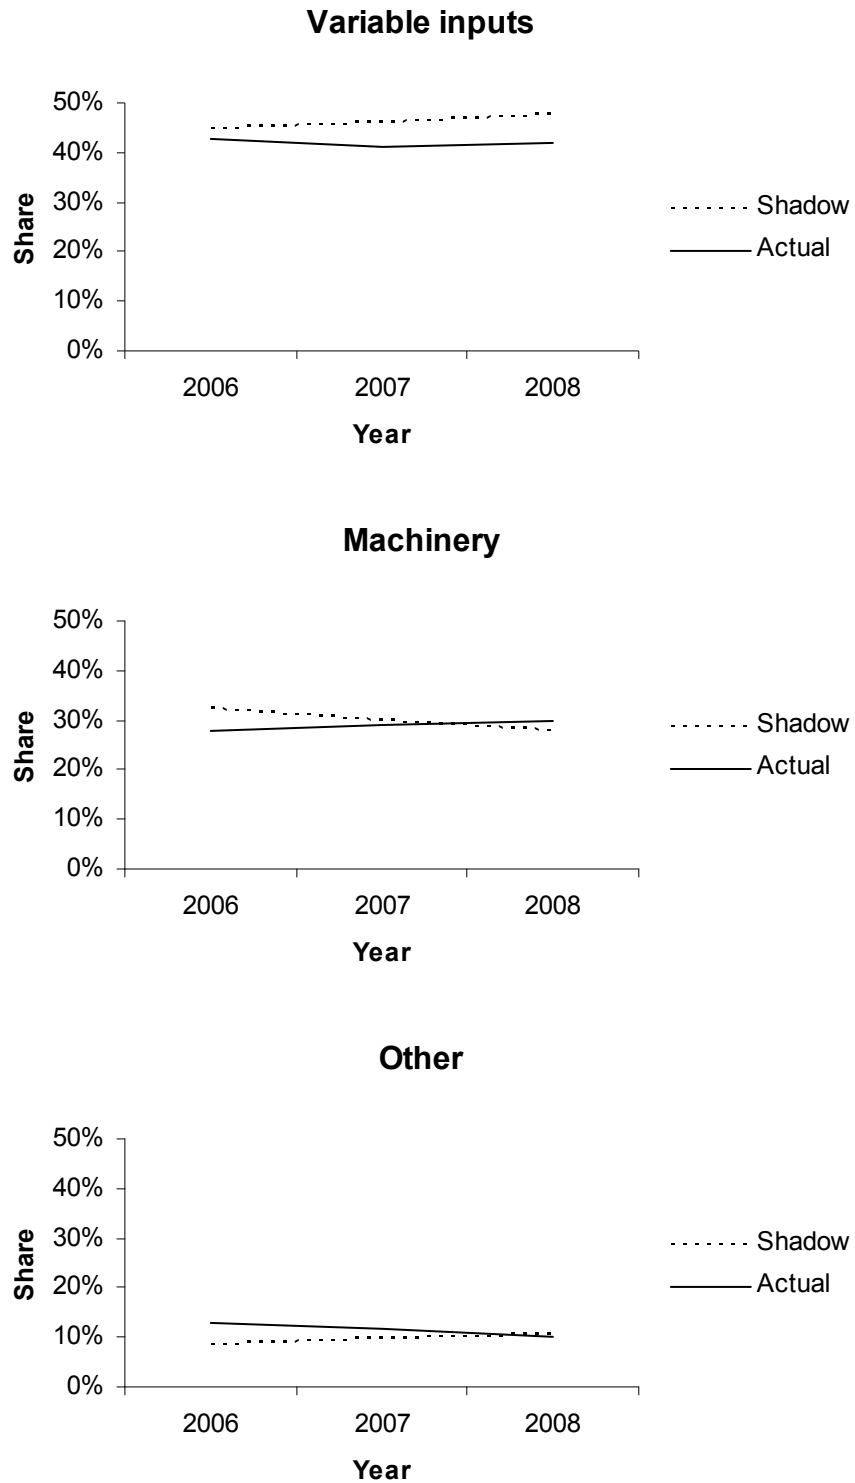 Variable inputs
50%
40%
30%
20%
10%
0%
Share
2006 2007 2008
Year
Shadow
Actual
Machinery
50%
40%
30%
20%
10%
0%
Share
2006 2007 2008
Year
Shadow
Actual
Other
50%
40%
30%
20%
10%
0%
Share
2006 2007 2008
Year
Shadow
Actual